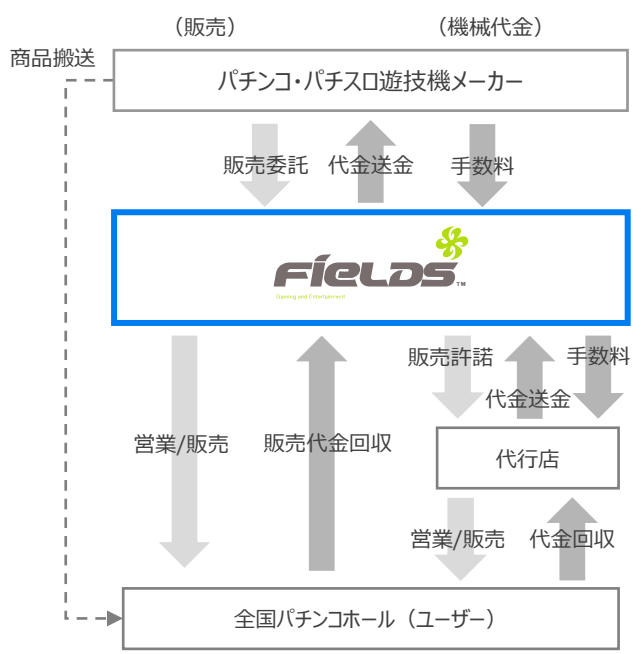 （販売）
（機械代金）
商品搬送
パチンコ・パチスロ遊技機メーカー
販売委託
代金送金
手数料
FIELDS™
Gaming and Entertainment
販売許諾
手数料
代金送金
営業/販売
販売代金回収
代行店
営業/販売
代金回収
全国パチンコホール（ユーザー）